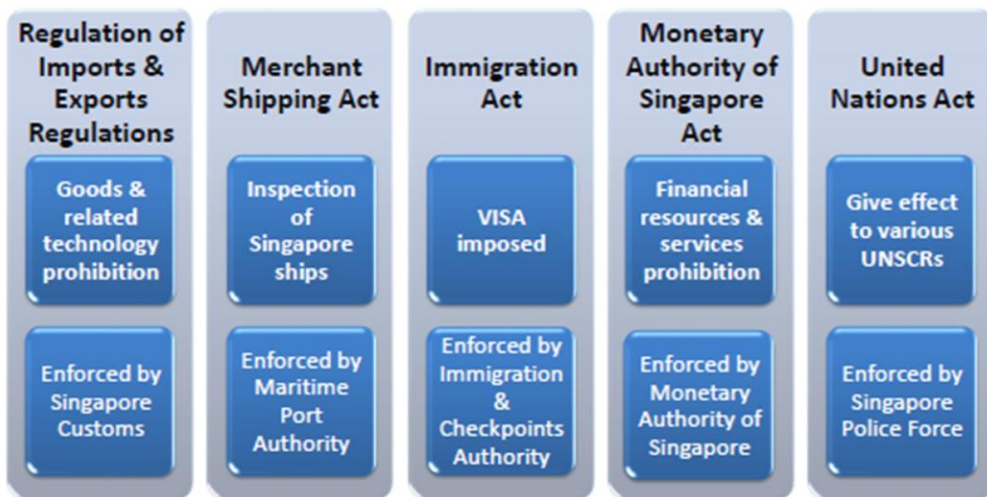 Regulation of
Imports &
Exports
Regulations
Goods &
related
technology
prohibition
Enforced by
Singapore
Customs
Merchant
Shipping Act
Inspection
of
Singapore
ships
Enforced by
Maritime
Port
Authority
Immigration
Act
VISA
imposed
Enforced by
Immigration
&
Checkpoints
Authority
Monetary
Authority of
Singapore
Act
Financial
resources &
services
prohibition
Enforced by
Monetary
Authority of
Singapore
United
Nations Act
Give effect
to various
UNSCRs
Enforced by
Singapore
Police Force